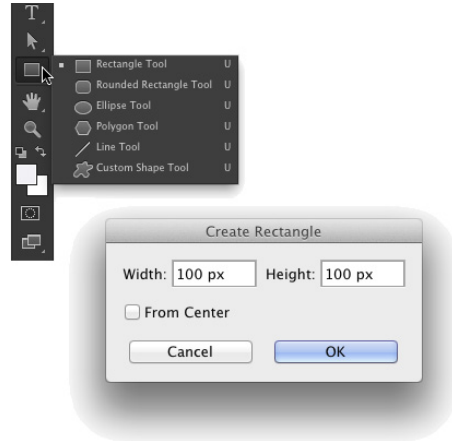 T
Rectangle Tool U
Rounded Rectangle Tool U
Ellipse Tool U
Polygon Tool U
Line Tool U
Custom Shape Tool U
Create Rectangle
Width: 100 px Height: 100 px
From Center
Cancel OK